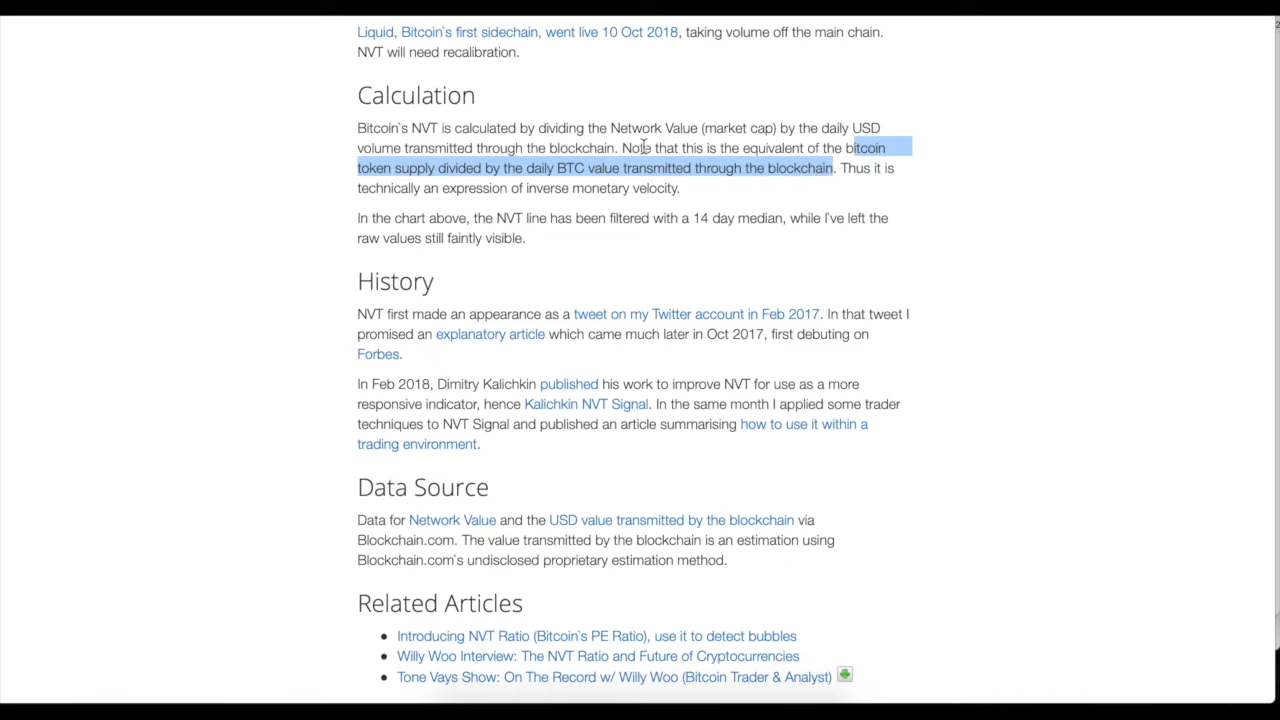 Liquid, Bitcoin's first sidechain, went live 10 Oct 2018, taking volume off the main chain.
NVT will need recalibration.
Calculation
Bitcoin`s NVT is calculated by dividing the Network Value (market cap) by the daily USD
volume transmitted through the blockchain. Note that this is the equivalent of the bitcoin
token supply divided by the daily BTC value transmitted through the blockchain. Thus it is
technically an expression of inverse monetary velocity.
In the chart above, the NVT line has been filtered with a 14 day median, while I`ve left the
raw values still faintly visible.
History
NVT first made an appearance as a tweet on my Twitter account in Feb 2017. In that tweet I
promised an explanatory article which came much later in Oct 2017, first debuting on
Forbes.
In Feb 2018, Dimitry Kalichkin published his work to improve NVT for use as a more
responsive indicator, hence Kalichkin NVT Signal. In the same month I applied some trader
techniques to NVT Signal and published an article summarising how to use it within a
trading environment.
Data Source
Data for Network Value and the USD value transmitted by the blockchain via
Blockchain.com. The value transmitted by the blockchain is an estimation using
Blockchain.com`s undisclosed proprietary estimation method.
Related Articles
Introducing NVT Ratio (Bitcoin`s PE Ratio), use it to detect bubbles
Willy Woo Interview: The NVT Ratio and Future of Cryptocurrencies
Tone Vays Show: On The Record w/ Willy Woo (Bitcoin Trader & Analyst)